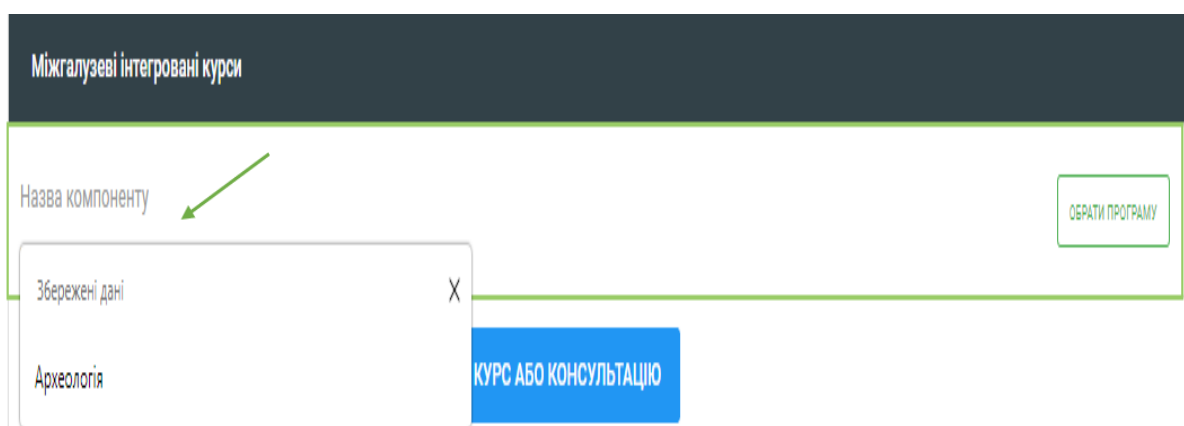 Міжгалузеві інтегровані курси
Назва компоненту
ОБРАТИ ПРОГРАМУ
Збережені дані
Археологія
КУРС АБО КОНСУЛЬТАЦІЮ